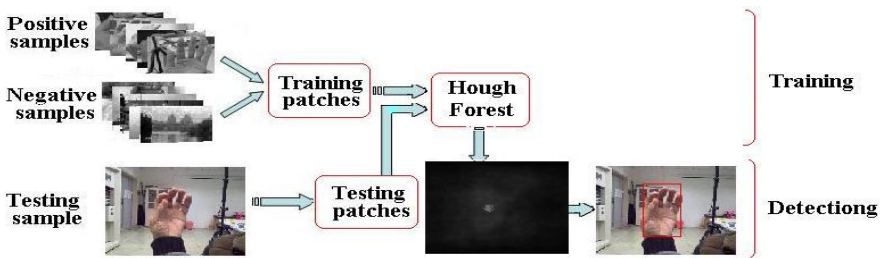 Positive
samples
Negative
samples
Training
patches
Hough
Forest
Training
Testing
sample
Testing
patches
Detectiong